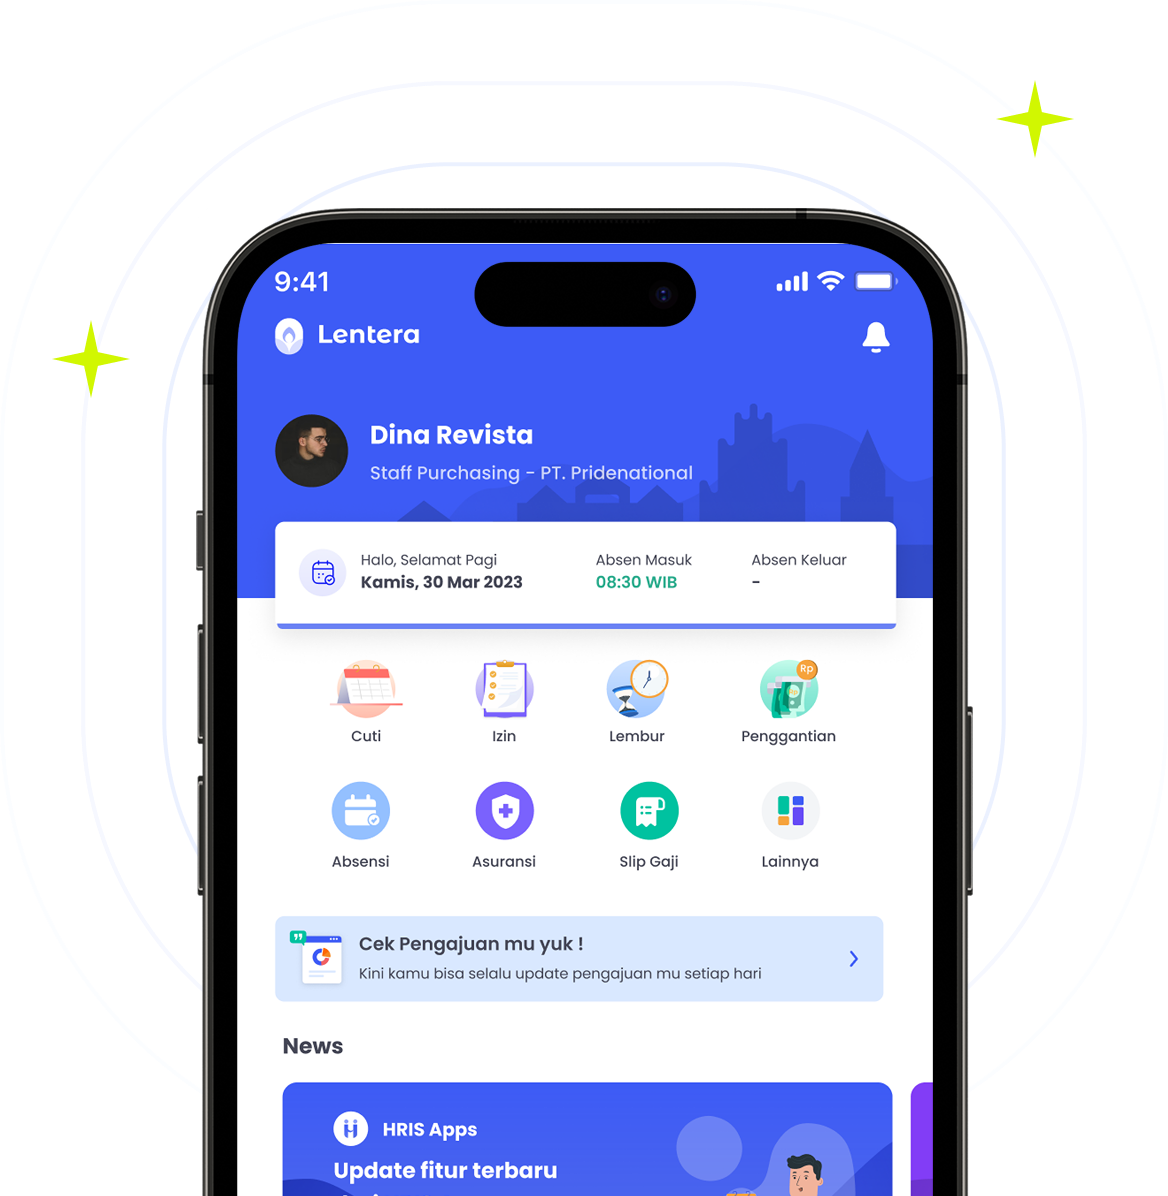 9:41
Lentera
Dina Revista
Staff Purchasing - PT. Pridenational
Halo, Selamat Pagi
Kamis, 30 Mar 2023
Absen Masuk
08:30 WIB
Absen Keluar
-
Rp
Cuti
Izin
Lembur
Penggantian
Absensi
Asuransi
Slip Gaji
Lainnya
Cek Pengajuan mu yuk !
Kini kamu bisa selalu update pengajuan mu setiap hari
News
HRIS Apps
Update fitur terbaru